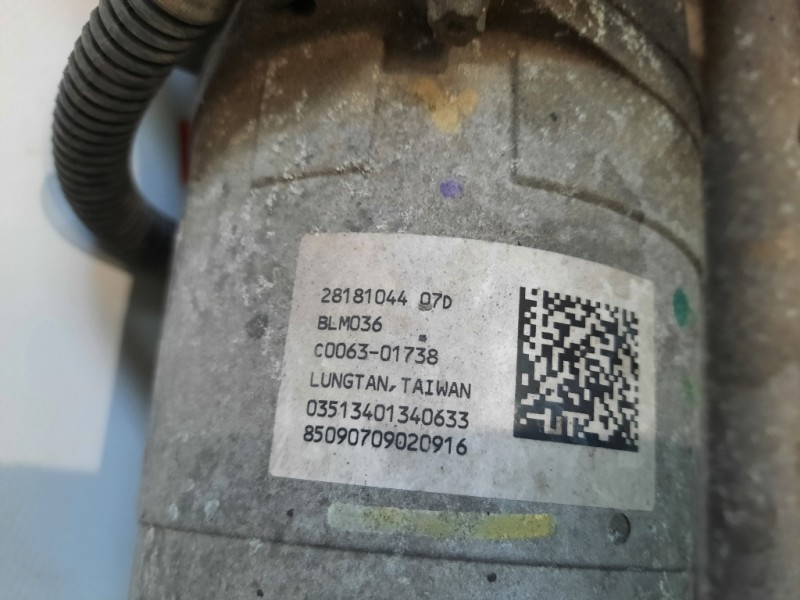 28181044 07D
BLM036
C0063-01738
LUNGTAN, TAIWAN
03513401340633
85090709020916